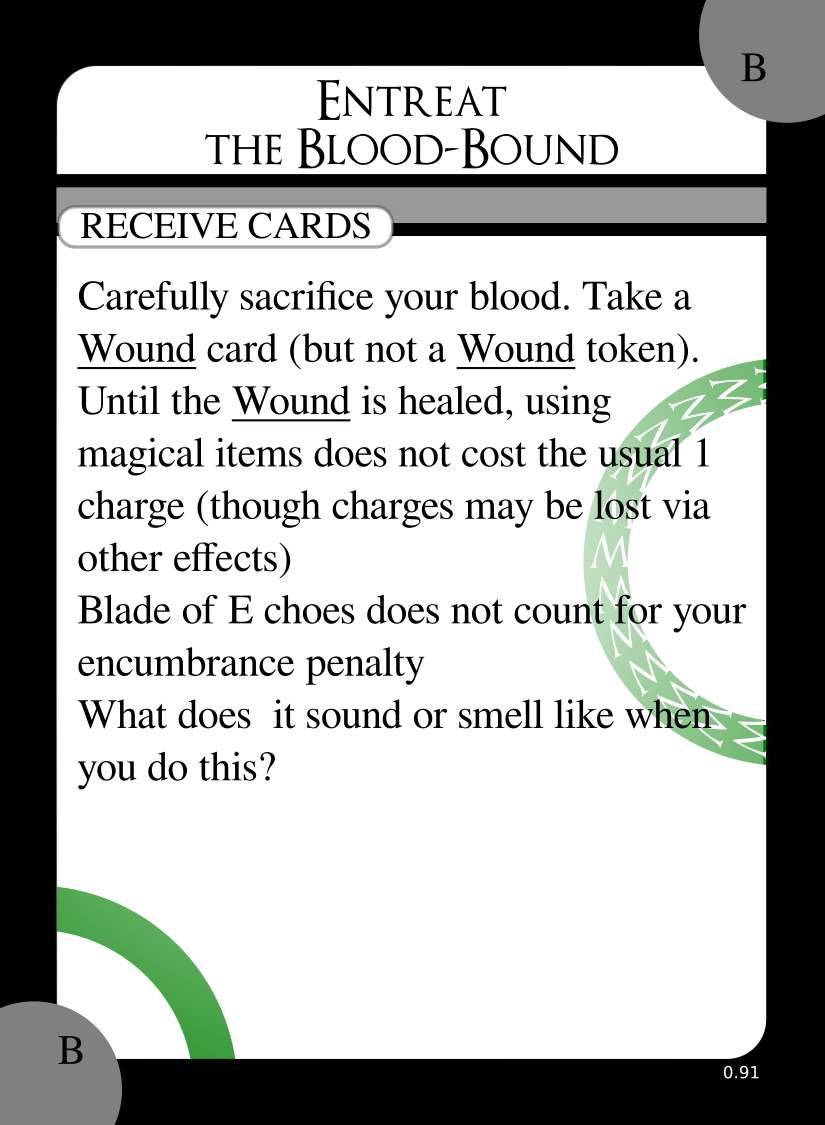 B
ENTREAT
THE BLOOD-BOUND
RECEIVE CARDS
Carefully sacrifice your blood. Take a
Wound card (but not a Wound token).
Until the Wound is healed, using
magical items does not cost the usual 1
charge (though charges may be lost via
other effects)
Blade of E choes does not count for your
encumbrance penalty
What does  it sound or smell like when
you do this?
B
0.91